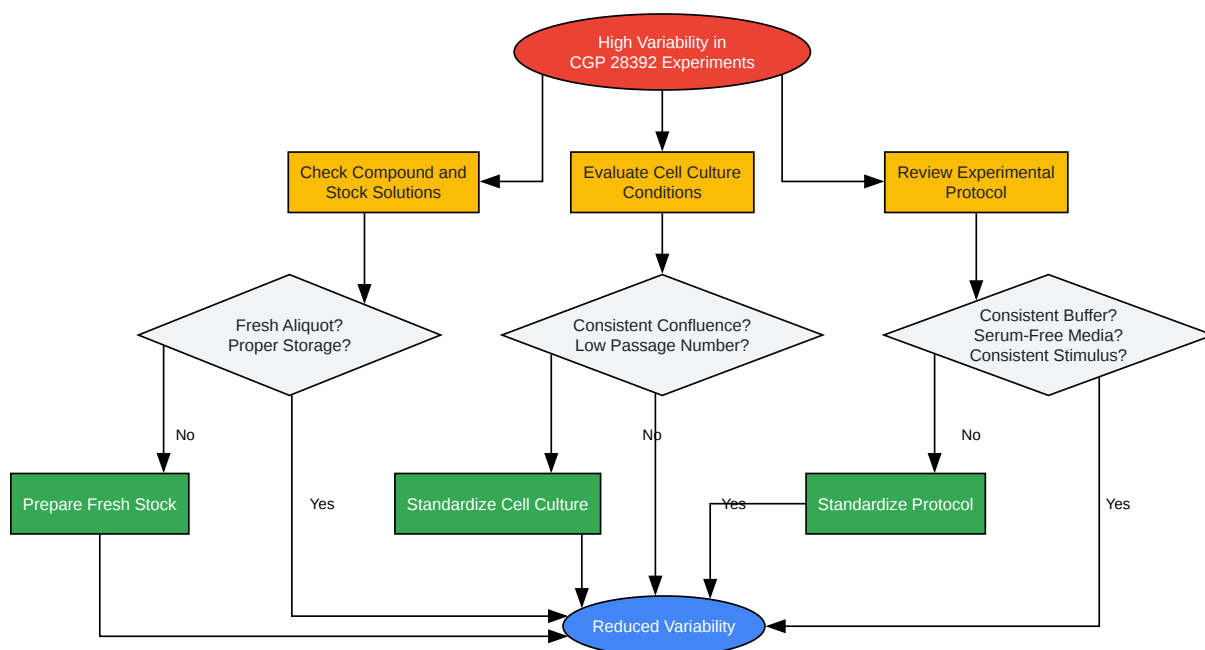 High Variability in
CGP 28392 Experiments
Check Compound and
Stock Solutions
Evaluate Cell Culture
Conditions
Review Experimental
Protocol
Fresh Aliquot?
Proper Storage?
Consistent Confluence?
Low Passage Number?
Consistent Buffer?
Serum-Free Media?
Consistent Stimulus?
No
No
No
Prepare Fresh Stock
Yes
Standardize Cell Culture
Yes
Standardize Protocol
Yes
Reduced Variability